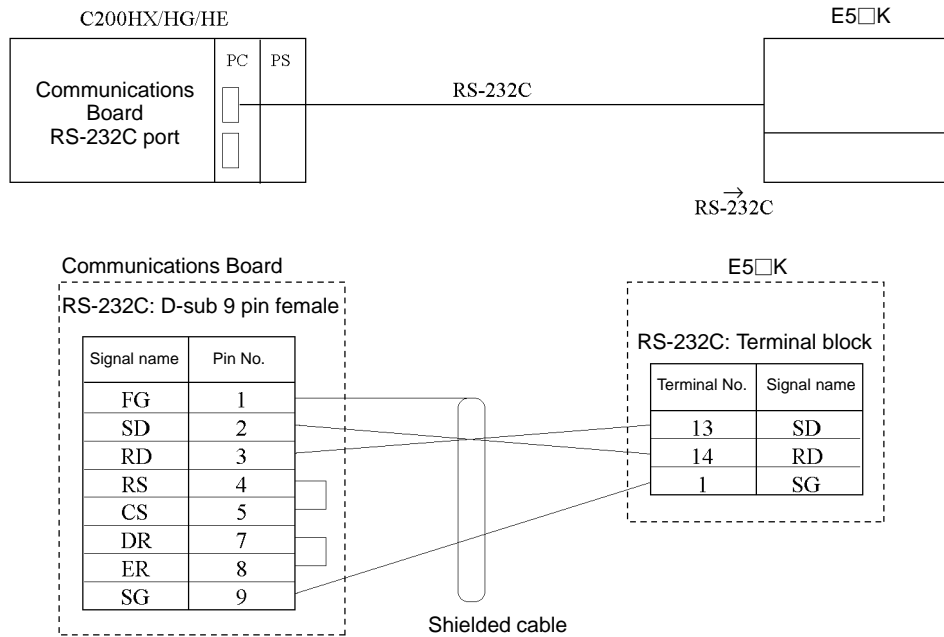 C200HX/HG/HE
E5□K
PC PS
Communications
Board
RS-232C port
RS-232C
→
RS-232C
Communications Board
E5□K
RS-232C: D-sub 9 pin female
RS-232C: Terminal block
Signal name Pin No.
FG 1
SD 2
RD 3
RS 4
CS 5
DR 7
ER 8
SG 9
Terminal No. Signal name
13 SD
14 RD
1 SG
Shielded cable